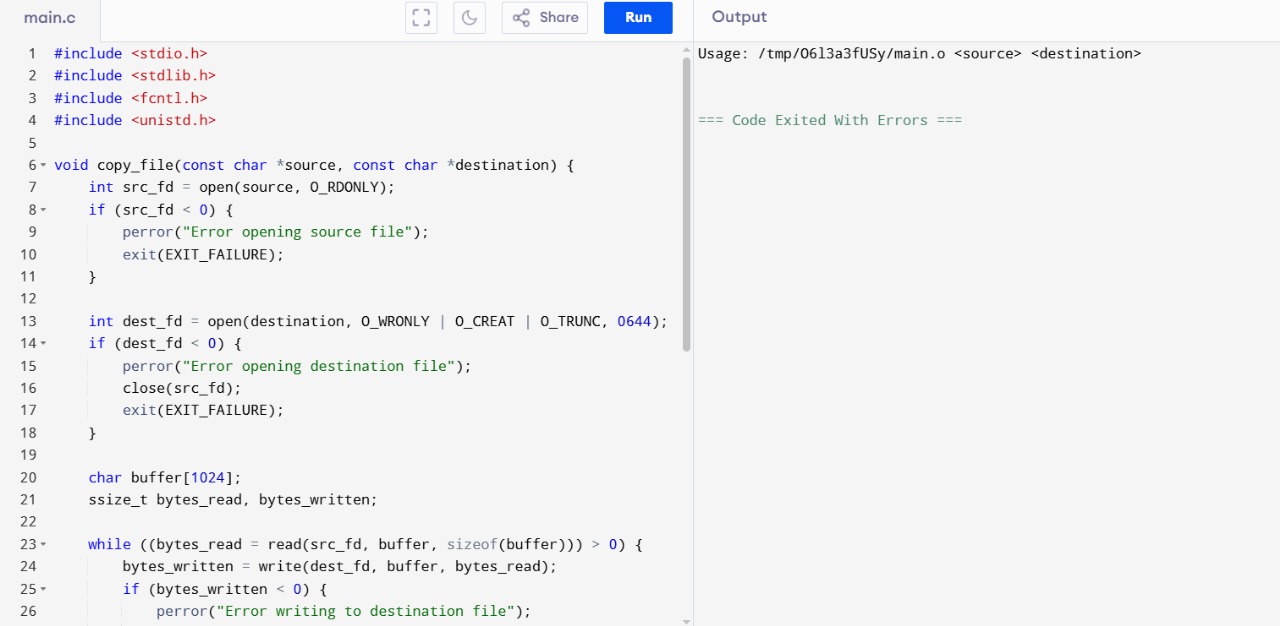 main.c
Share
Run
Output
1 #include <stdio.h>
2 #include <stdlib.h>
3 #include <fcntl.h>
4 #include <unistd.h>
5
6 void copy_file(const char *source, const char *destination) {
7     int src_fd = open(source, O_RDONLY);
8     if (src_fd < 0) {
9         perror("Error opening source file");
10         exit(EXIT_FAILURE);
11     }
12
13     int dest_fd = open(destination, O_WRONLY | O_CREAT | O_TRUNC, 0644);
14     if (dest_fd < 0) {
15         perror("Error opening destination file");
16         close(src_fd);
17         exit(EXIT_FAILURE);
18     }
19
20     char buffer[1024];
21     ssize_t bytes_read, bytes_written;
22
23     while ((bytes_read = read(src_fd, buffer, sizeof(buffer))) > 0) {
24         bytes_written = write(dest_fd, buffer, bytes_read);
25         if (bytes_written < 0) {
26             perror("Error writing to destination file");
Usage: /tmp/O6l3a3fUSy/main.o <source> <destination>
=== Code Exited With Errors ===